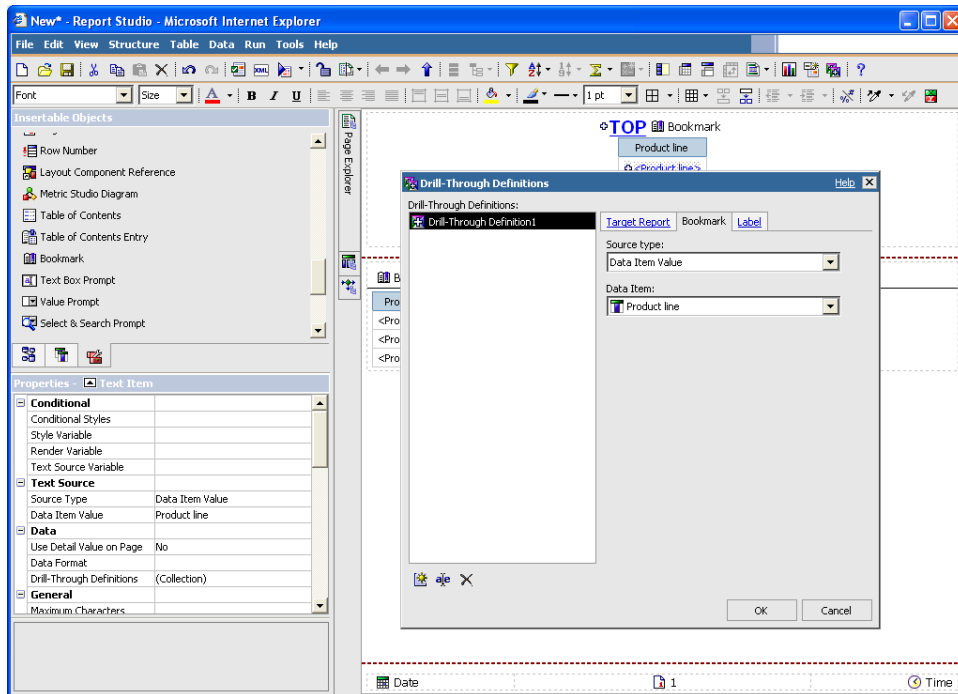 New* - Report Studio - Microsoft Internet Explorer
File Edit View Structure Table Data Run Tools Help
Font Size A B I U 1 pt
Insertable Objects
Row Number
Layout Component Reference
Metric Studio Diagram
Table of Contents
Table of Contents Entry
Bookmark
Text Box Prompt
Value Prompt
Select & Search Prompt
Properties - Text Item
Conditional
Conditional Styles
Style Variable
Render Variable
Text Source Variable
Text Source
Source Type Data Item Value
Data Item Value Product line
Data
Use Detail Value on Page No
Data Format
Drill-Through Definitions (Collection)
General
Maximum Characters
Page Explorer
TOP Bookmark
Product line
<Product line>
B
Pro
<Pro
<Pro
<Pro
Drill-Through Definitions Help
Drill-Through Definitions:
Drill-Through Definition1
Target Report Bookmark Label
Source type:
Data Item Value
Data Item:
Product line
OK Cancel
Date 1 Time